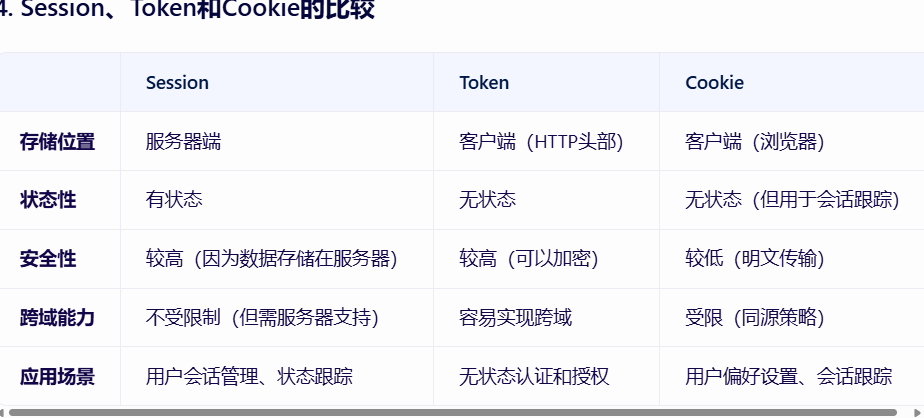 4. Session、Token和Cookie的比较
Session Token Cookie
存储位置 服务器端 客户端（HTTP头部） 客户端（浏览器）
状态性 有状态 无状态 无状态（但用于会话跟踪）
安全性 较高（因为数据存储在服务器） 较高（可以加密） 较低（明文传输）
跨域能力 不受限制（但需服务器支持） 容易实现跨域 受限（同源策略）
应用场景 用户会话管理、状态跟踪 无状态认证和授权 用户偏好设置、会话跟踪